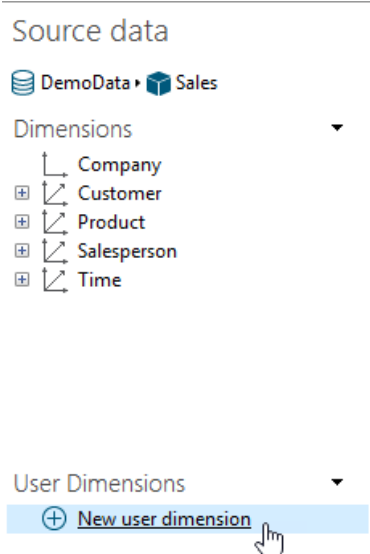 Source data
DemoData Sales
Dimensions
Company
Customer
Product
Salesperson
Time
User Dimensions
New user dimension